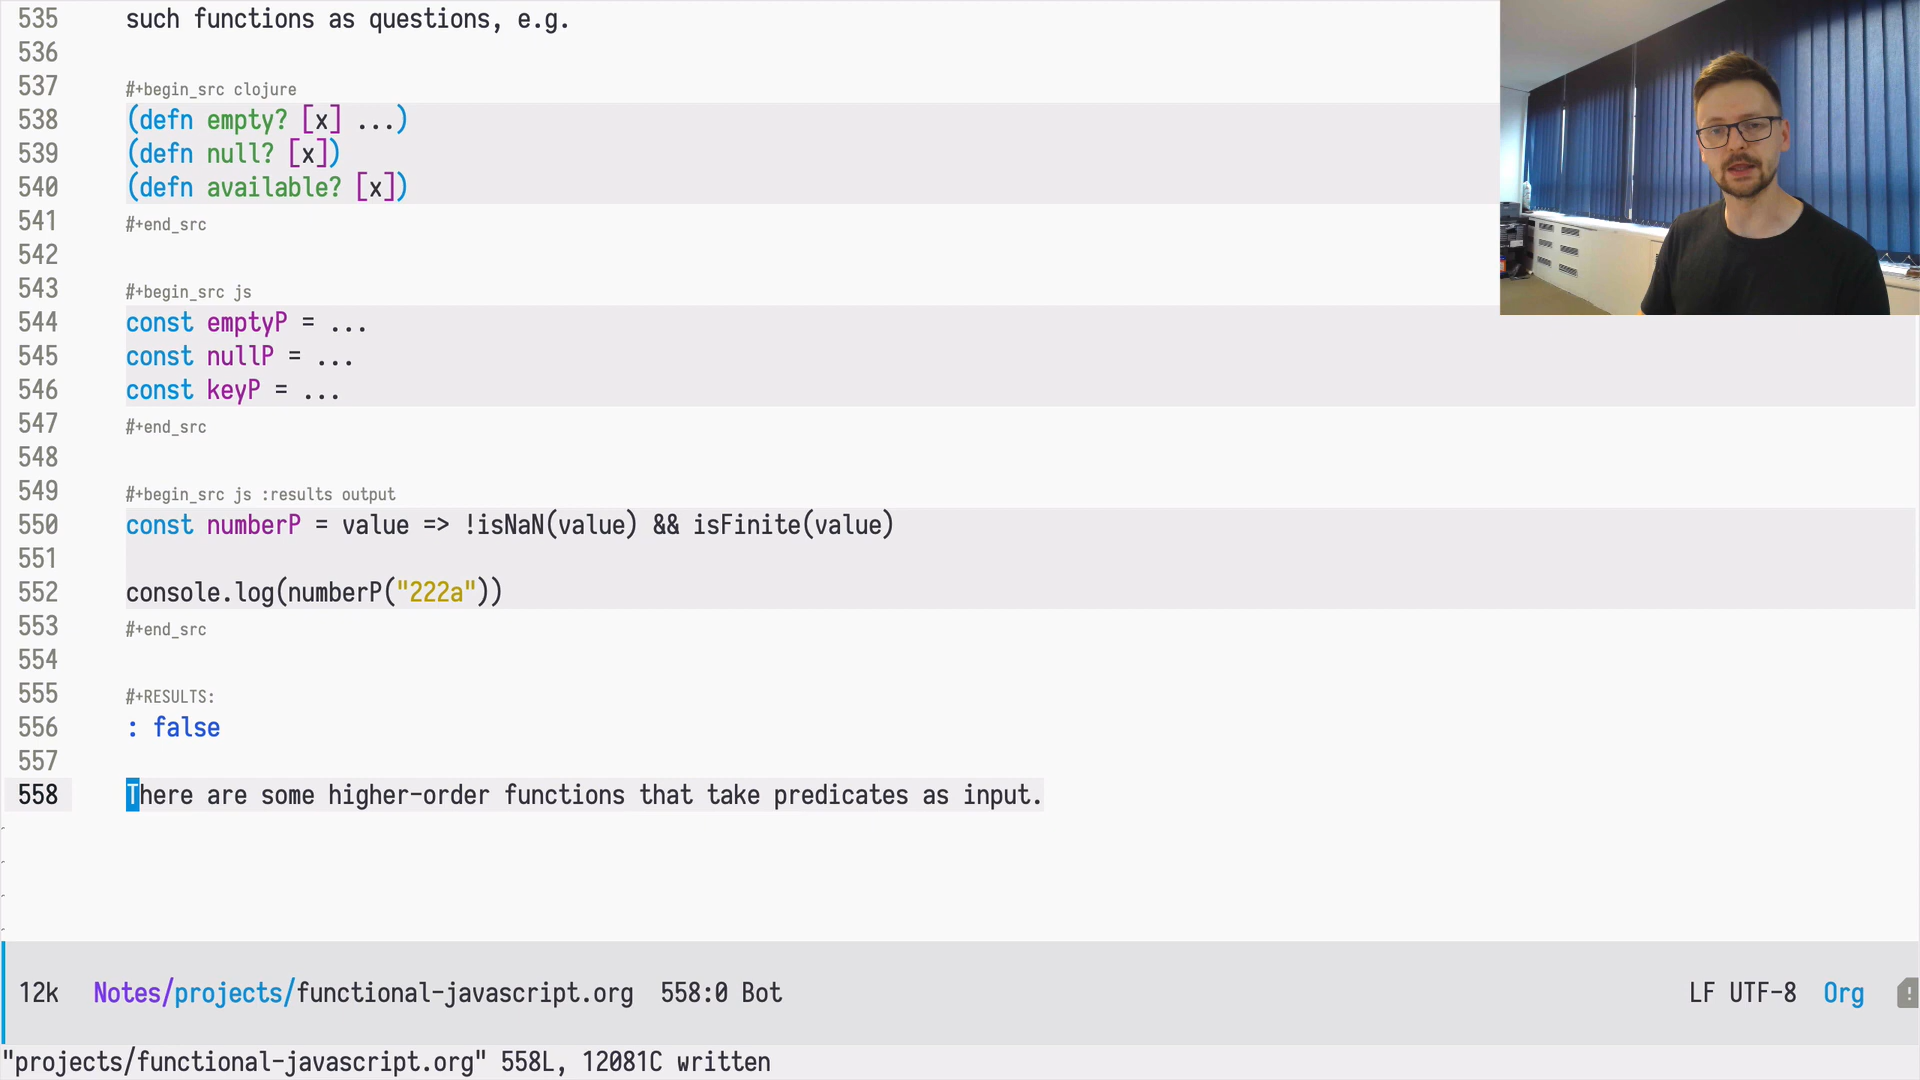 535 such functions as questions, e.g.
536
537 #+begin_src clojure
538 (defn empty? [x] ...)
539 (defn null? [x])
540 (defn available? [x])
541 #+end_src
542
543 #+begin_src js
544 const emptyP = ...
545 const nullP = ...
546 const keyP = ...
547 #+end_src
548
549 #+begin_src js :results output
550 const numberP = value => !isNaN(value) && isFinite(value)
551
552 console.log(numberP("222a"))
553 #+end_src
554
555 #+RESULTS:
556 : false
557
558 There are some higher-order functions that take predicates as input.
~
~
~
~
12k Notes/projects/functional-javascript.org 558:0 Bot LF UTF-8 Org !
"projects/functional-javascript.org" 558L, 12081C written